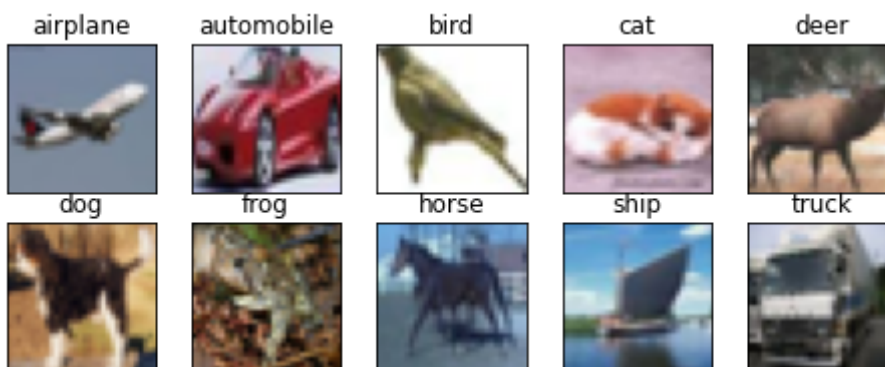 airplane automobile bird cat deer
dog frog horse ship truck